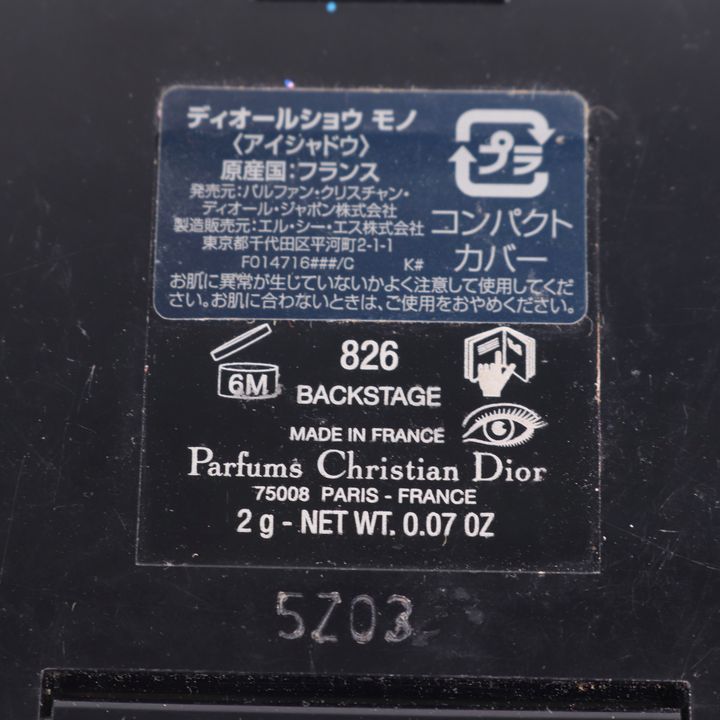 ディオールショウ モノ
〈アイシャドウ〉
原産国:フランス
発売元:パルファン・クリスチャン・
ディオール・ジャポン株式会社
製造販売元:エル・シー・エス株式会社
東京都千代田区平河町2-1-1
F014716###/C K#
プラ
コンパクト
カバー
お肌に異常が生じていないかよく注意して使用してくだ
さい。お肌に合わないときは、ご使用をおやめください。
6M
826
BACKSTAGE
MADE IN FRANCE
Parfums Christian Dior
75008 PARIS - FRANCE
2 g - NET WT. 0.07 OZ
5Z03